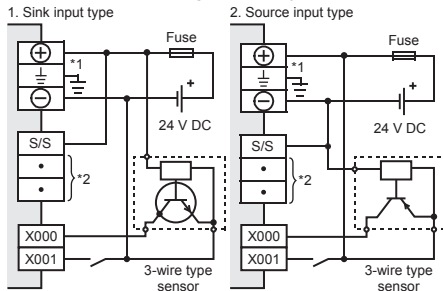 1. Sink input type
Fuse
*1
24 V DC
S/S
*2
X000
X001
3-wire type
sensor
2. Source input type
Fuse
*1
24 V DC
S/S
*2
X000
X001
3-wire type
sensor